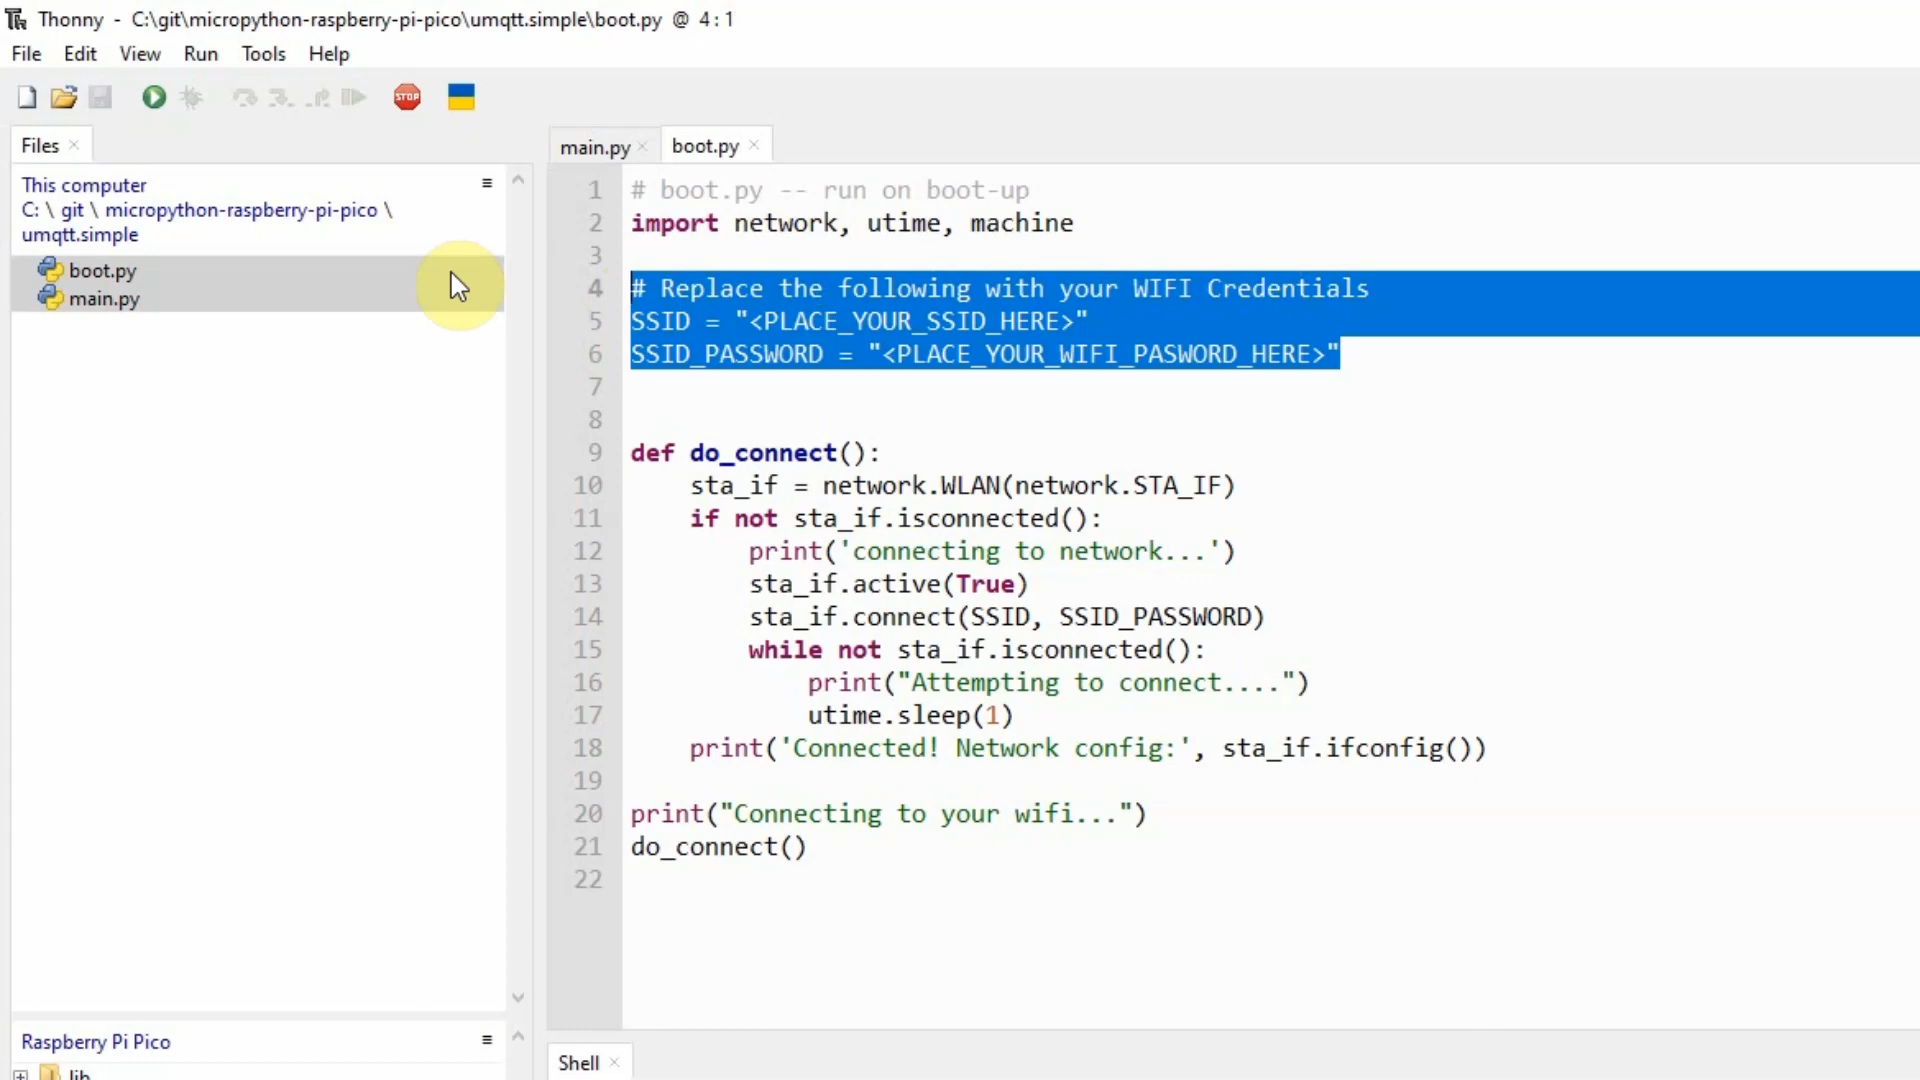 Thonny - C:\git\micropython-raspberry-pi-pico\umqtt.simple\boot.py @ 4:1
File Edit View Run Tools Help
STOP
Files
This computer
C: \ git \ micropython-raspberry-pi-pico \
umqtt.simple
boot.py
main.py
Raspberry Pi Pico
lib
main.py boot.py
1 # boot.py -- run on boot-up
2 import network, utime, machine
3
4 # Replace the following with your WIFI Credentials
5 SSID = "<PLACE_YOUR_SSID_HERE>"
6 SSID_PASSWORD = "<PLACE_YOUR_WIFI_PASWORD_HERE>"
7
8
9 def do_connect():
10     sta_if = network.WLAN(network.STA_IF)
11     if not sta_if.isconnected():
12         print('connecting to network...')
13         sta_if.active(True)
14         sta_if.connect(SSID, SSID_PASSWORD)
15         while not sta_if.isconnected():
16             print("Attempting to connect....")
17             utime.sleep(1)
18     print('Connected! Network config:', sta_if.ifconfig())
19
20 print("Connecting to your wifi...")
21 do_connect()
22
Shell